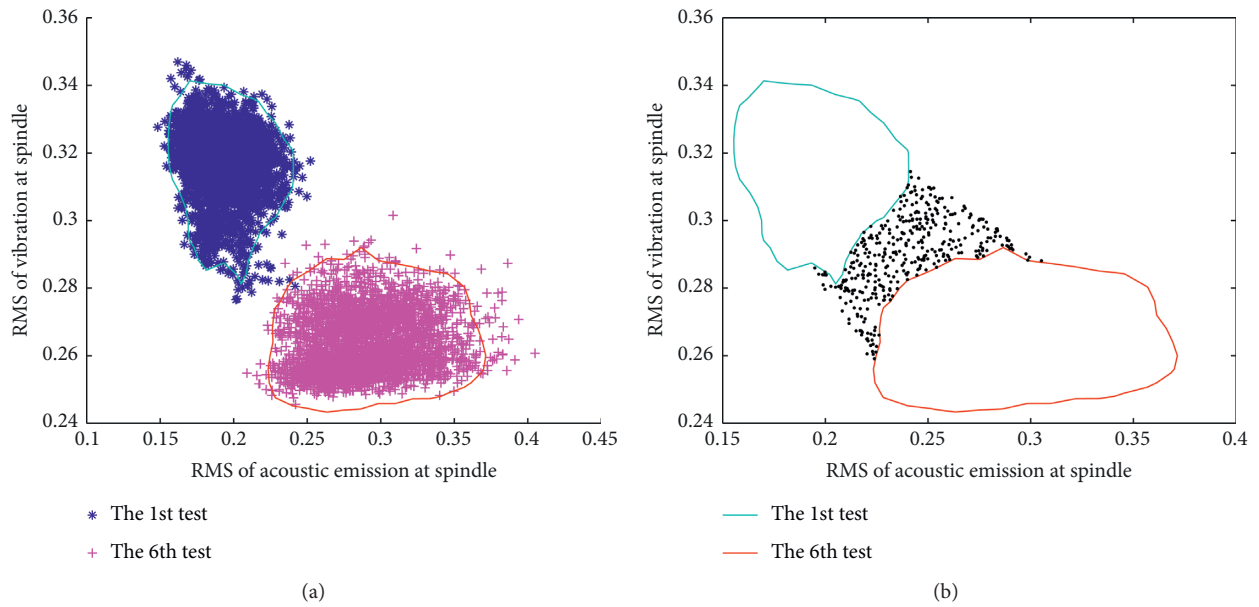 0.36
0.34
0.32
0.3
0.28
0.26
0.24
RMS of vibration at spindle
0.1
0.15
0.2
0.25
0.3
0.35
0.4
0.45
RMS of acoustic emission at spindle
The 1st test
The 6th test
(a)
0.36
0.34
0.32
0.3
0.28
0.26
0.24
RMS of vibration at spindle
0.15
0.2
0.25
0.3
0.35
0.4
RMS of acoustic emission at spindle
The 1st test
The 6th test
(b)